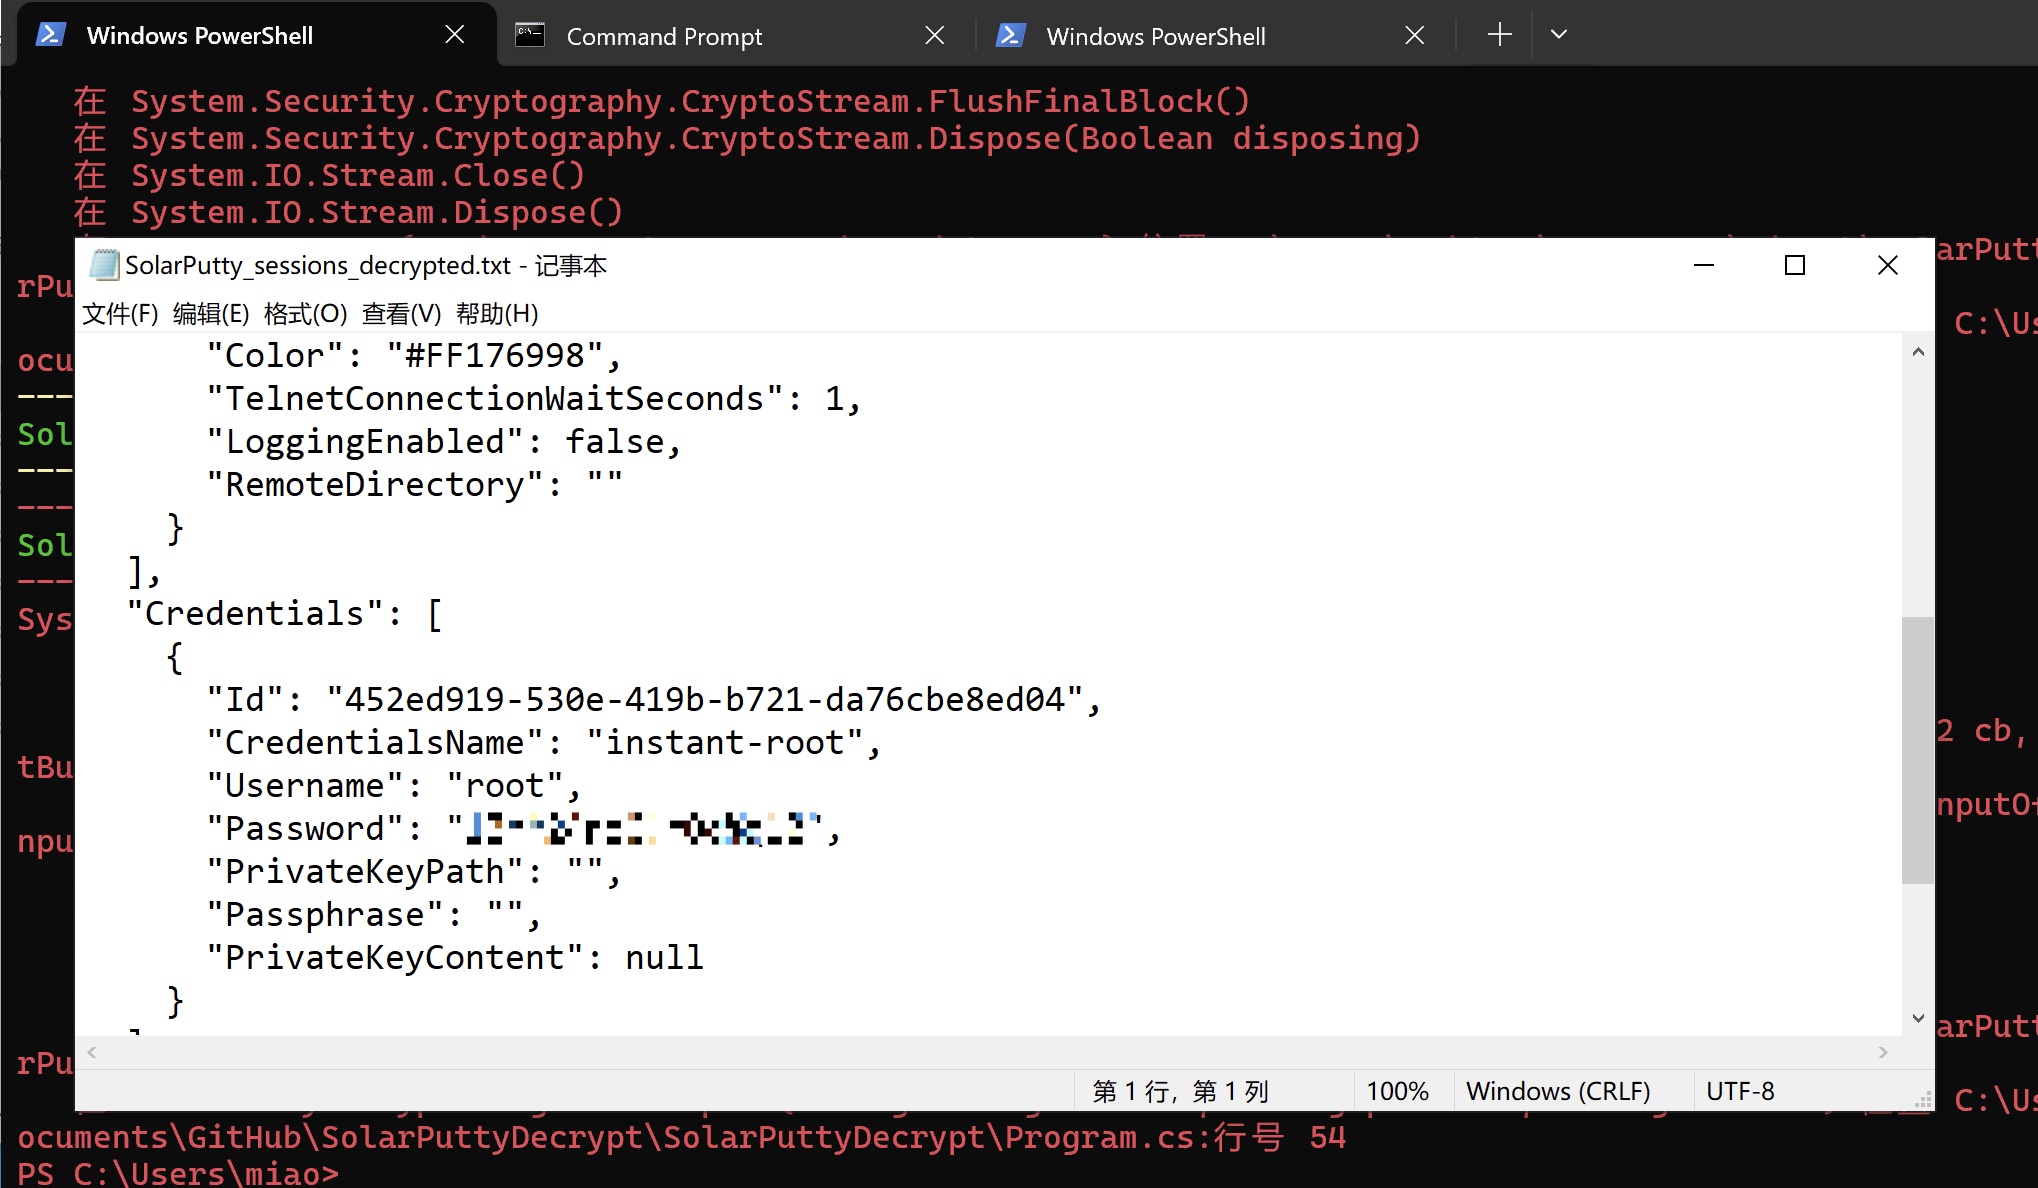 Windows PowerShell
Command Prompt
Windows PowerShell
在 System.Security.Cryptography.CryptoStream.FlushFinalBlock()
在 System.Security.Cryptography.CryptoStream.Dispose(Boolean disposing)
在 System.IO.Stream.Close()
在 System.IO.Stream.Dispose()
arPutt
SolarPutty_sessions_decrypted.txt - 记事本
rPu
文件(F) 编辑(E) 格式(O) 查看(V) 帮助(H)
C:\Us
"Color": "#FF176998",
ocu
"TelnetConnectionWaitSeconds": 1,
---
"LoggingEnabled": false,
Sol
---
"RemoteDirectory": ""
---
}
Sol
],
---
"Credentials": [
Sys
{
"Id": "452ed919-530e-419b-b721-da76cbe8ed04",
"CredentialsName": "instant-root",
2 cb,
tBu
"Username": "root",
nputO
"Password": "
",
npu
"PrivateKeyPath": "",
"Passphrase": "",
"PrivateKeyContent": null
}
arPutt
rPu
第 1 行，第 1 列
100%
Windows (CRLF)
UTF-8
C:\Us
ocuments\GitHub\SolarPuttyDecrypt\SolarPuttyDecrypt\Program.cs:行号 54
PS C:\Users\miao>